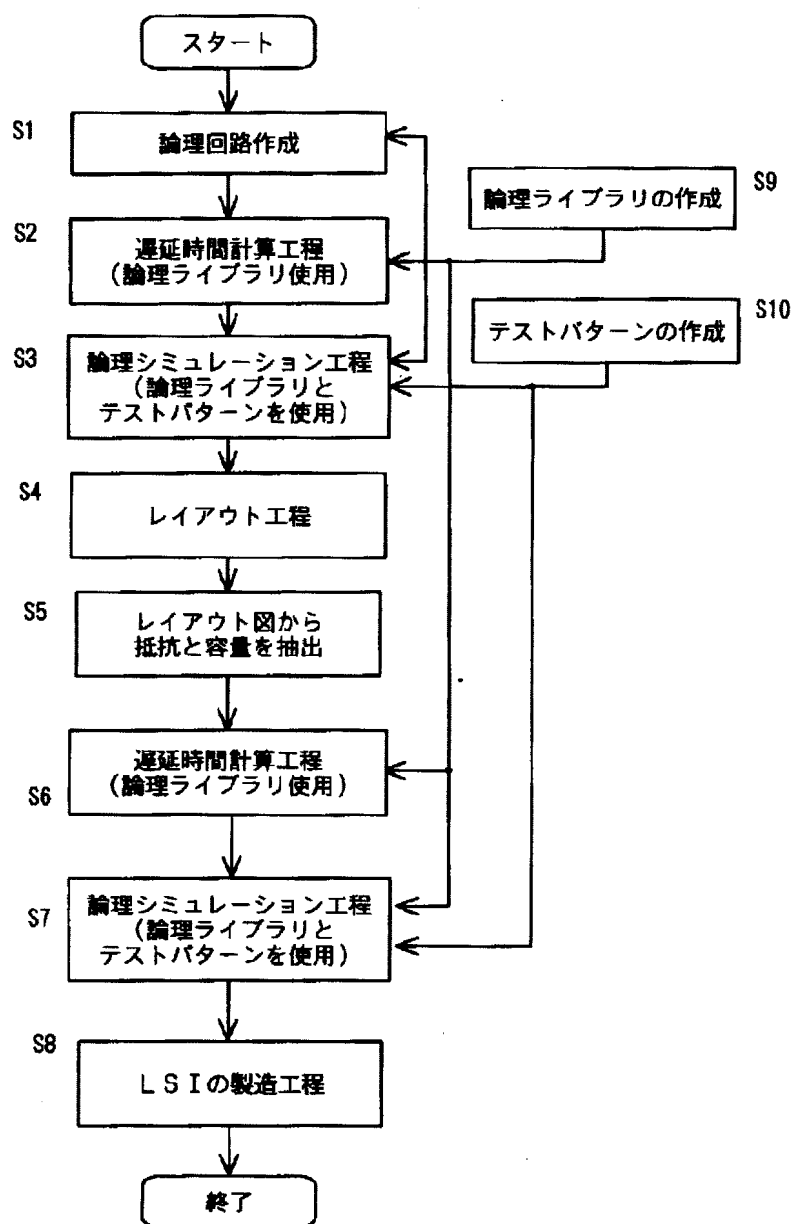 スタート
S1
論理回路作成
S9
論理ライブラリの作成
S2
遅延時間計算工程
(論理ライブラリ使用)
S10
テストパターンの作成
S3
論理シミュレーション工程
(論理ライブラリと
テストパターンを使用)
S4
レイアウト工程
S5
レイアウト図から
抵抗と容量を抽出
S6
遅延時間計算工程
(論理ライブラリ使用)
S7
論理シミュレーション工程
(論理ライブラリと
テストパターンを使用)
S8
LSIの製造工程
終了